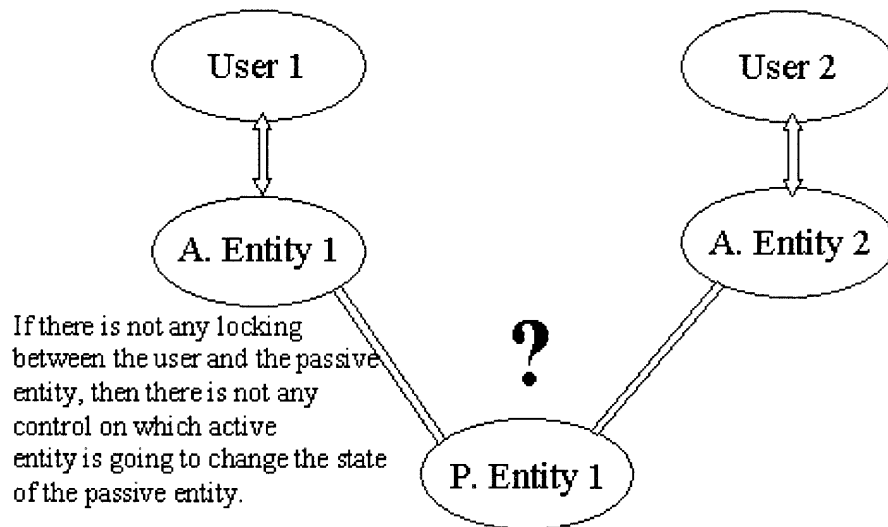 User 1
User 2
A. Entity 1
A. Entity 2
If there is not any locking
between the user and the passive
entity, then there is not any
control on which active
entity is going to change the state
of the passive entity.
?
P. Entity 1